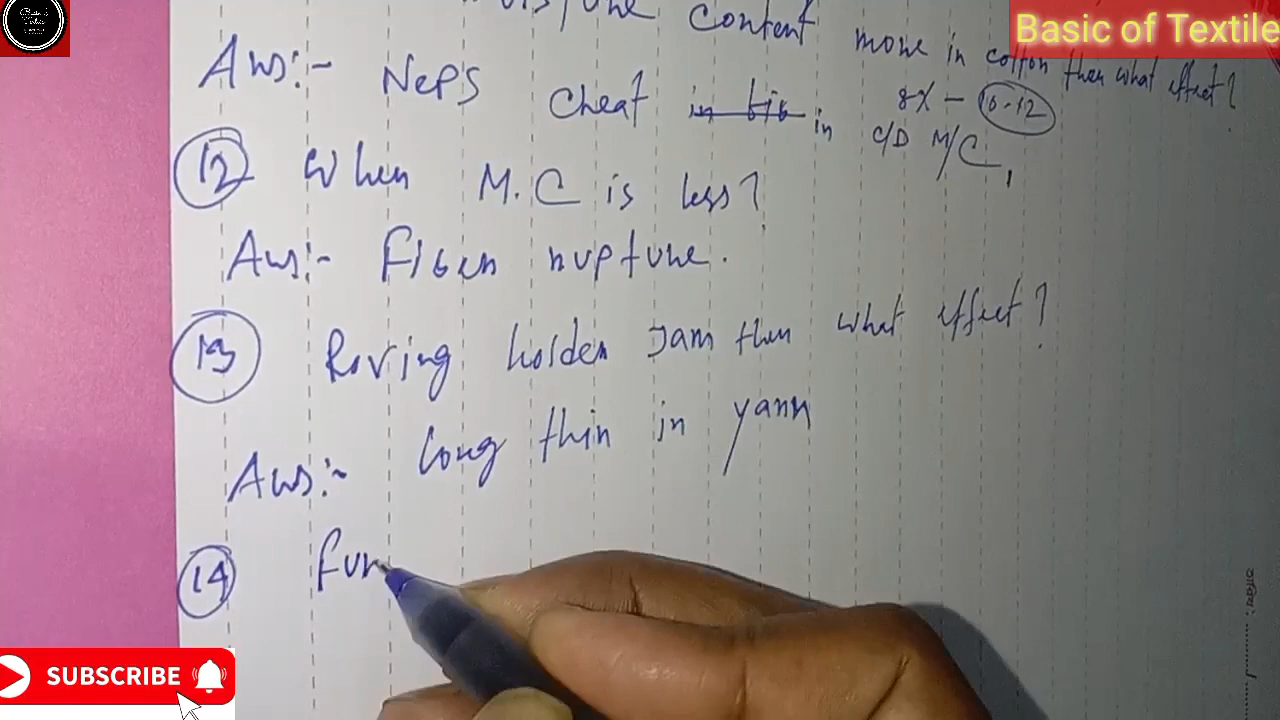 Basic of Textile
content more in cotton then what effect?
Ans:- NePS cheat in in C/D M/C,
8% - 10-12
12 When M.C is less?
Ans:- Fiber rupture.
13 Roving holder Jam then what effect?
Ans:- Long thin in yarn
14 Fun
SUBSCRIBE